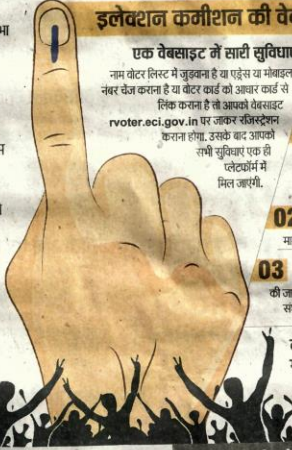 भा
इलेक्शन कमीशन की वे
एक वेबसाइट में सारी सुविधाए
नाम वोटर लिस्ट में जुड़वाना है या एड्रेस या मोबाइल
नंबर चेंज कराना है या वोटर कार्ड को आधार कार्ड से
लिंक कराना है तो आपको वेबसाइट
rvoter.eci.gov.in पर जाकर रजिस्ट्रेशन
कराना होगा. उसके बाद आपको
सभी सुविधाएं एक ही
प्लेटफॉर्म में
मिल जाएंगी.
02
मा
03
की जा